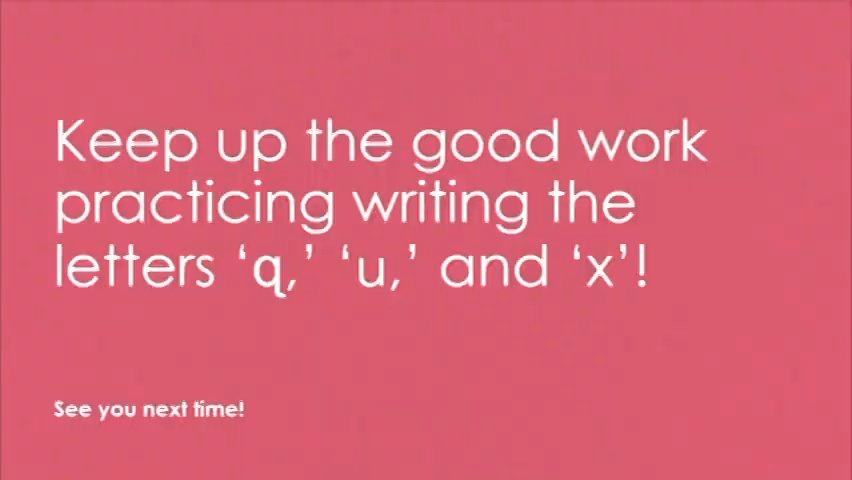 Keep up the good work
practicing writing the
letters ‘q,’ ‘u,’ and ‘x’!
See you next time!